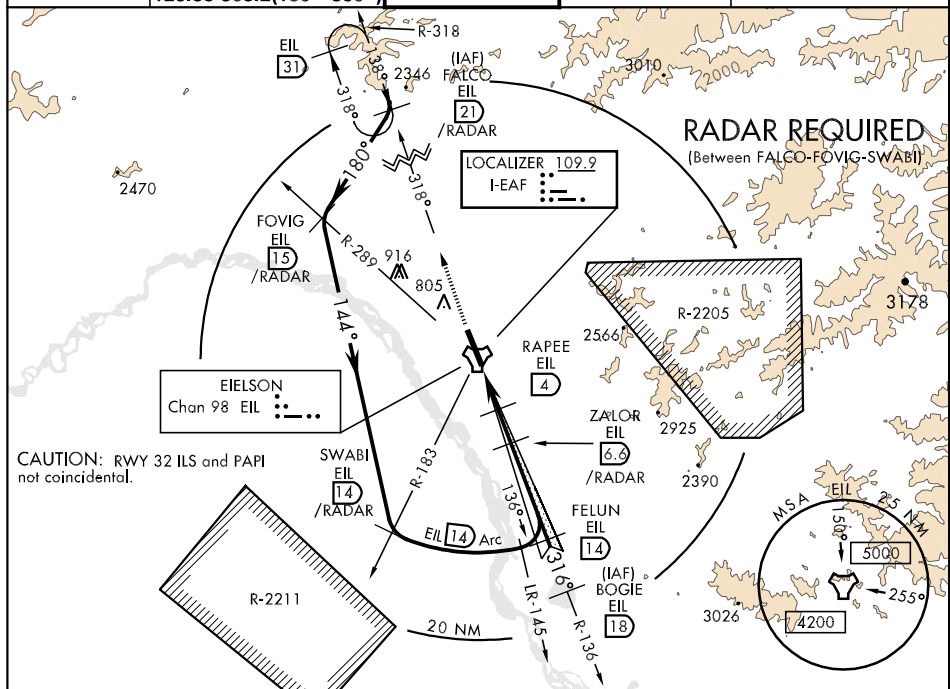 R-318
EIL
31
138°
2346
(IAF)
FALCO
EIL
21
/RADAR
3010
2000
318°
RADAR REQUIRED
(Between FALCO-FOVIG-SWABI)
180°
318°
LOCALIZER 109.9
I-EAF
2470
FOVIG
EIL
15
/RADAR
R-289
916
805
R-2205
3178
144°
2566
RAPEE
EIL
4
EIELSON
Chan 98 EIL
ZALOR
EIL
6.6
/RADAR
2925
CAUTION: RWY 32 ILS and PAPI
not coincidental.
SWABI
EIL
14
/RADAR
R-183
2390
136°
FELUN
EIL
14
EIL 14 Arc
MSA EIL 25 NM
150°
5000
255°
4200
316°
(IAF)
BOGIE
EIL
18
R-2211
LR-145
R-136
3026
20 NM